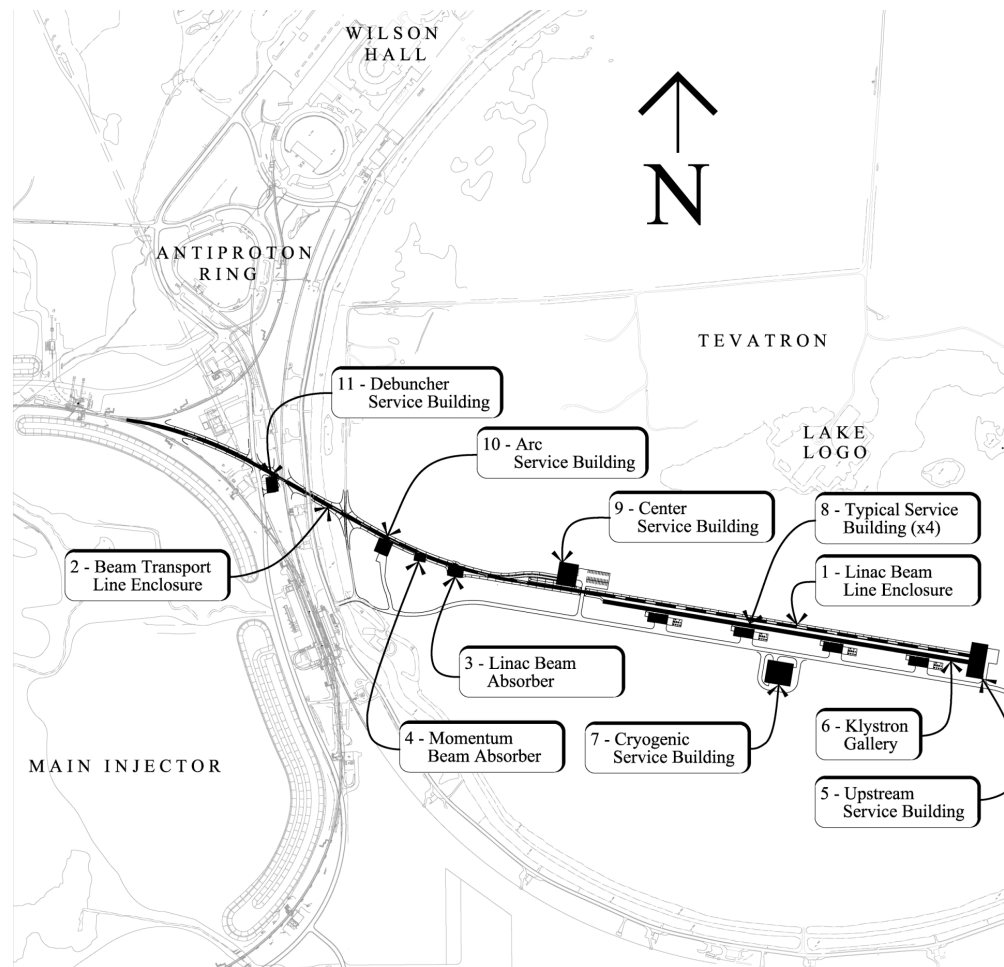 WILSON
HALL
N
ANTIPROTON
RING
TEVATRON
11 - Debuncher
Service Building
10 - Arc
Service Building
LAKE
LOGO
9 - Center
Service Building
8 - Typical Service
Building (x4)
2 - Beam Transport
Line Enclosure
1 - Linac Beam
Line Enclosure
3 - Linac Beam
Absorber
4 - Momentum
Beam Absorber
7 - Cryogenic
Service Building
6 - Klystron
Gallery
MAIN INJECTOR
5 - Upstream
Service Building